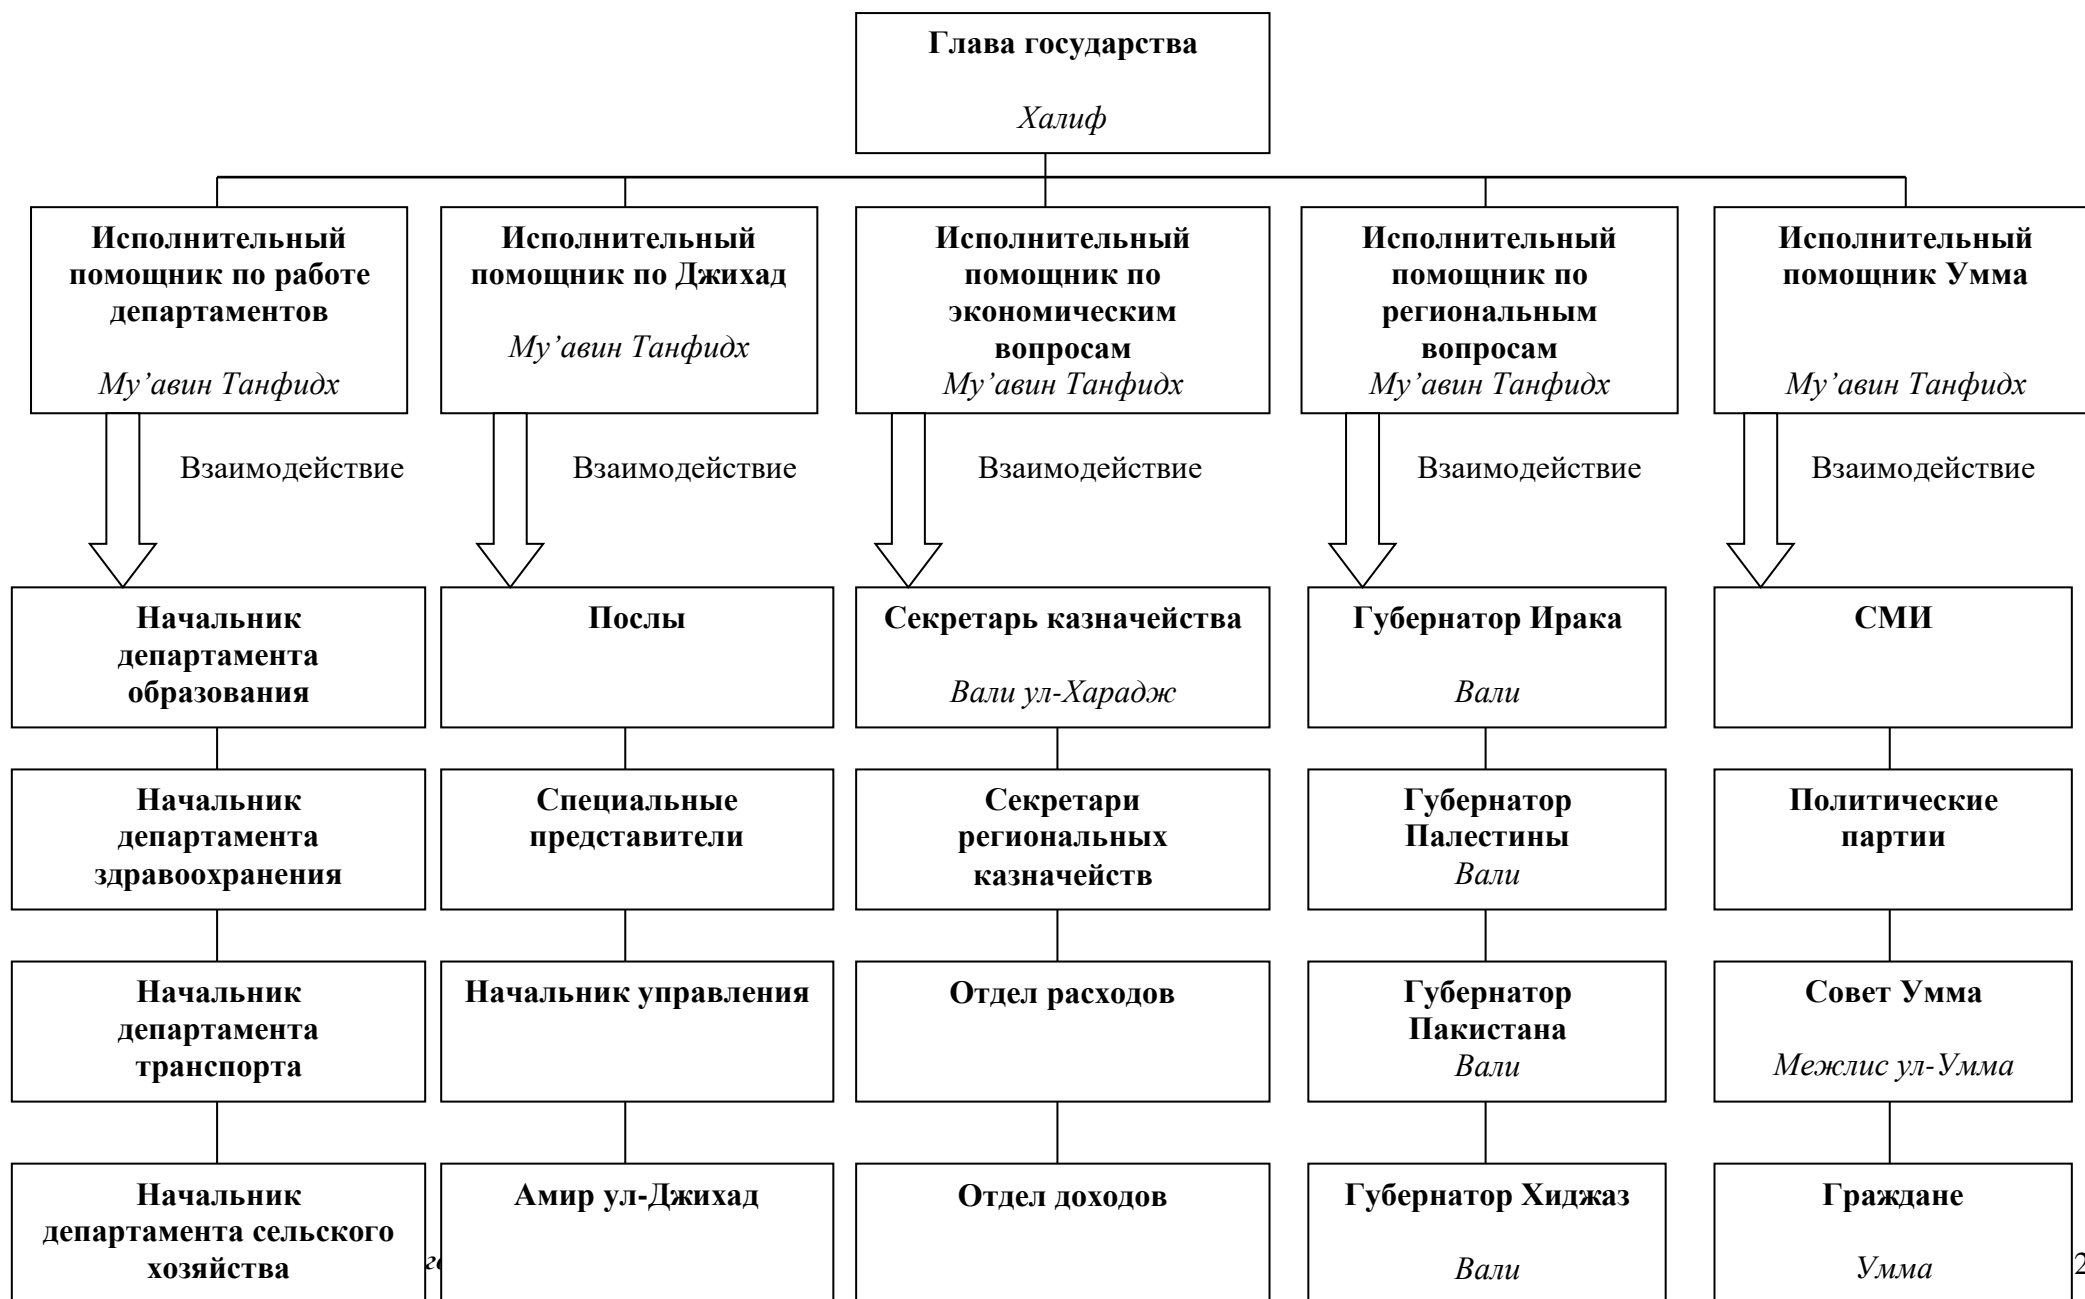 Глава государства
Халиф
Исполнительный
помощник по работе
департаментов
Му’авин Танфидх
Исполнительный
помощник по Джихад
Му’авин Танфидх
Исполнительный
помощник по
экономическим
вопросам
Му’авин Танфидх
Исполнительный
помощник по
региональным
вопросам
Му’авин Танфидх
Исполнительный
помощник Умма
Му’авин Танфидх
Взаимодействие
Взаимодействие
Взаимодействие
Взаимодействие
Взаимодействие
Начальник
департамента
образования
Послы
Секретарь казначейства
Вали ул-Харадж
Губернатор Ирака
Вали
СМИ
Начальник
департамента
здравоохранения
Специальные
представители
Секретари
региональных
казначейств
Губернатор
Палестины
Вали
Политические
партии
Начальник
департамента
транспорта
Начальник управления
Отдел расходов
Губернатор
Пакистана
Вали
Совет Умма
Межлис ул-Умма
Начальник
департамента сельского
хозяйства
Амир ул-Джихад
Отдел доходов
Губернатор Хиджаз
Вали
Граждане
Умма
2